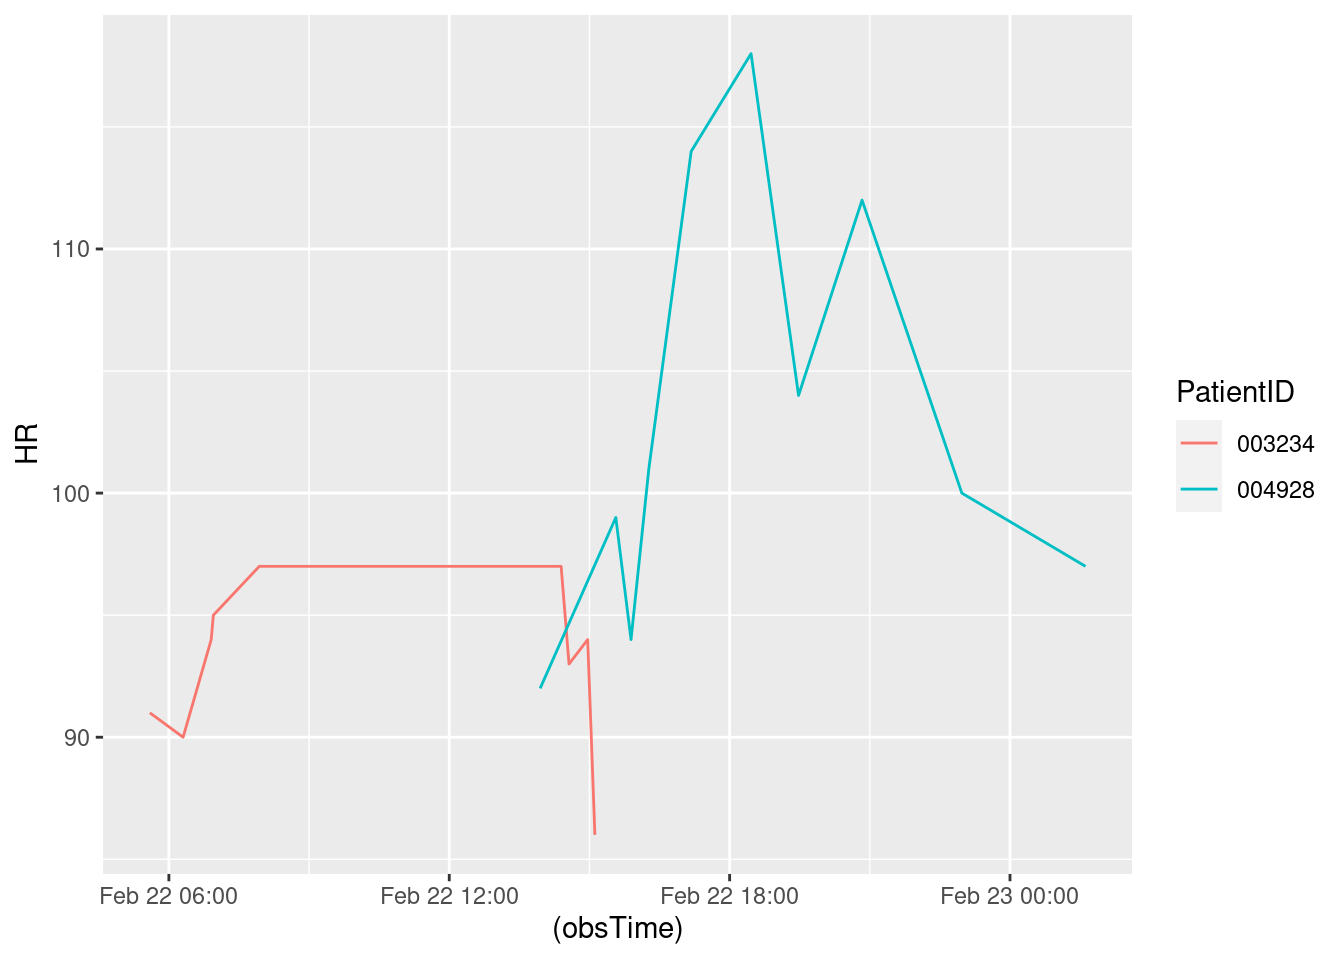 110
100
90
HR
Feb 22 06:00
Feb 22 12:00
Feb 22 18:00
Feb 23 00:00
(obsTime)
PatientID
003234
004928